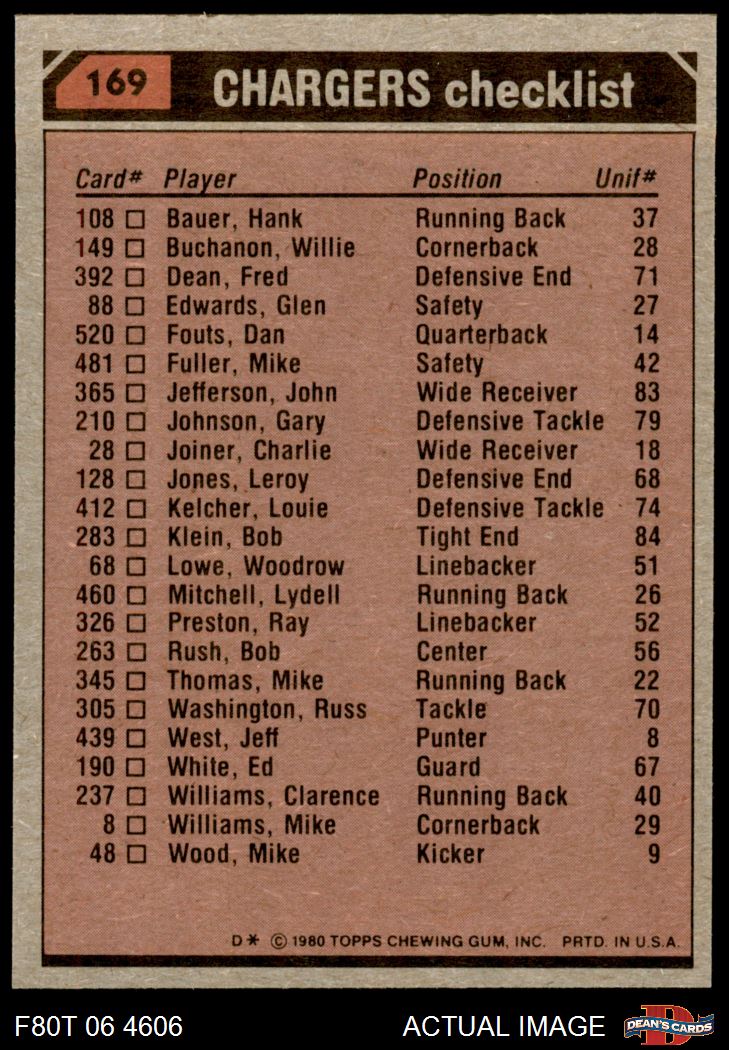 169 CHARGERS checklist
Card# Player Position Unif#
108 □ Bauer, Hank Running Back 37
149 □ Buchanon, Willie Cornerback 28
392 □ Dean, Fred Defensive End 71
88 □ Edwards, Glen Safety 27
520 □ Fouts, Dan Quarterback 14
481 □ Fuller, Mike Safety 42
365 □ Jefferson, John Wide Receiver 83
210 □ Johnson, Gary Defensive Tackle 79
28 □ Joiner, Charlie Wide Receiver 18
128 □ Jones, Leroy Defensive End 68
412 □ Kelcher, Louie Defensive Tackle 74
283 □ Klein, Bob Tight End 84
68 □ Lowe, Woodrow Linebacker 51
460 □ Mitchell, Lydell Running Back 26
326 □ Preston, Ray Linebacker 52
263 □ Rush, Bob Center 56
345 □ Thomas, Mike Running Back 22
305 □ Washington, Russ Tackle 70
439 □ West, Jeff Punter 8
190 □ White, Ed Guard 67
237 □ Williams, Clarence Running Back 40
8 □ Williams, Mike Cornerback 29
48 □ Wood, Mike Kicker 9
D* © 1980 TOPPS CHEWING GUM, INC. PRTD. IN U.S.A.
F80T 06 4606 ACTUAL IMAGE D DEAN'S CARDS